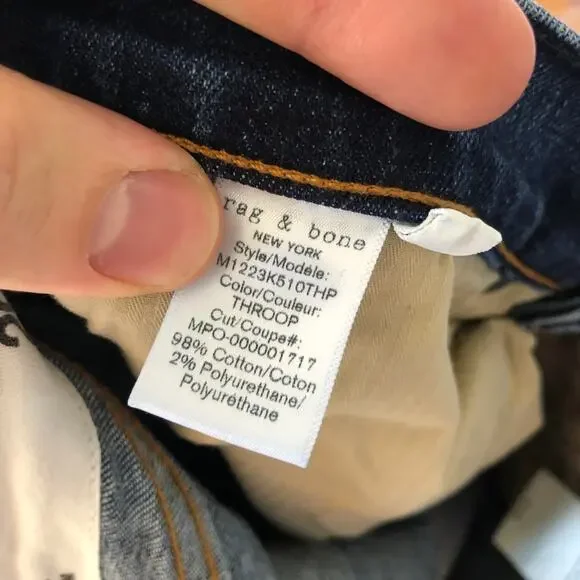 rag & bone
NEW YORK
Style/Modèle:
M1223K510THP
Color/Couleur:
THROOP
Cut/Coupe#:
MPO-000001717
98% Cotton/Coton
2% Polyurethane/
Polyuréthane